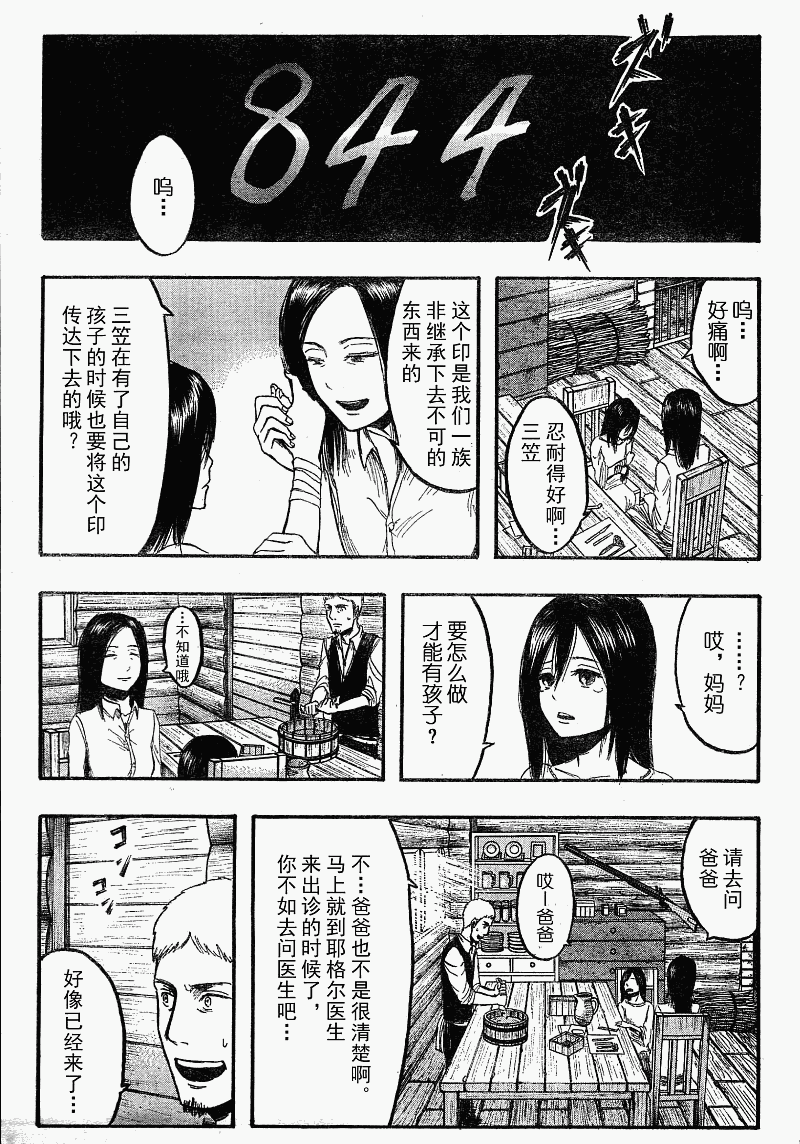 844
ズキ
ズキ
呜…
呜…
好痛啊…
忍耐得好啊…
三笠
这个印是我们一族
非继承下去不可的
东西来的
三笠在有了自己的
孩子的时候也要将这个印
传达下去的哦？
……？
哎，妈妈
要怎么做
才能有孩子？
…不知道哦
请去问
爸爸
哎—爸爸
不…爸爸也不是很清楚啊。
马上就到耶格尔医生
来出诊的时候了，
你不如去问医生吧…
コン
コン
好像已经来了…